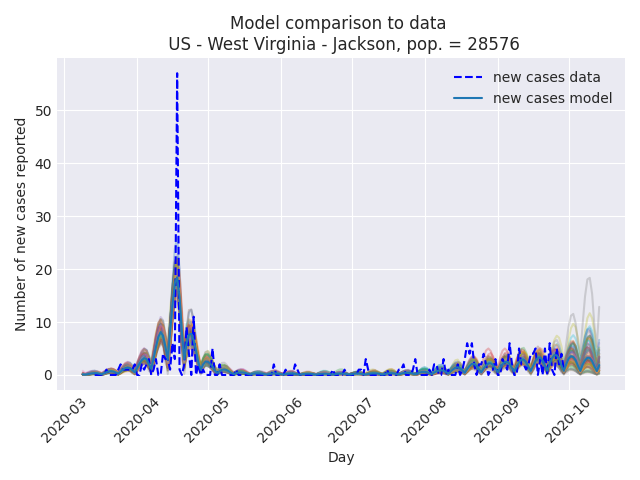 Model comparison to data
US - West Virginia - Jackson, pop. = 28576
new cases data
new cases model
Number of new cases reported
50
40
30
20
10
0
2020-03
2020-04
2020-05
2020-06
2020-07
2020-08
2020-09
2020-10
Day